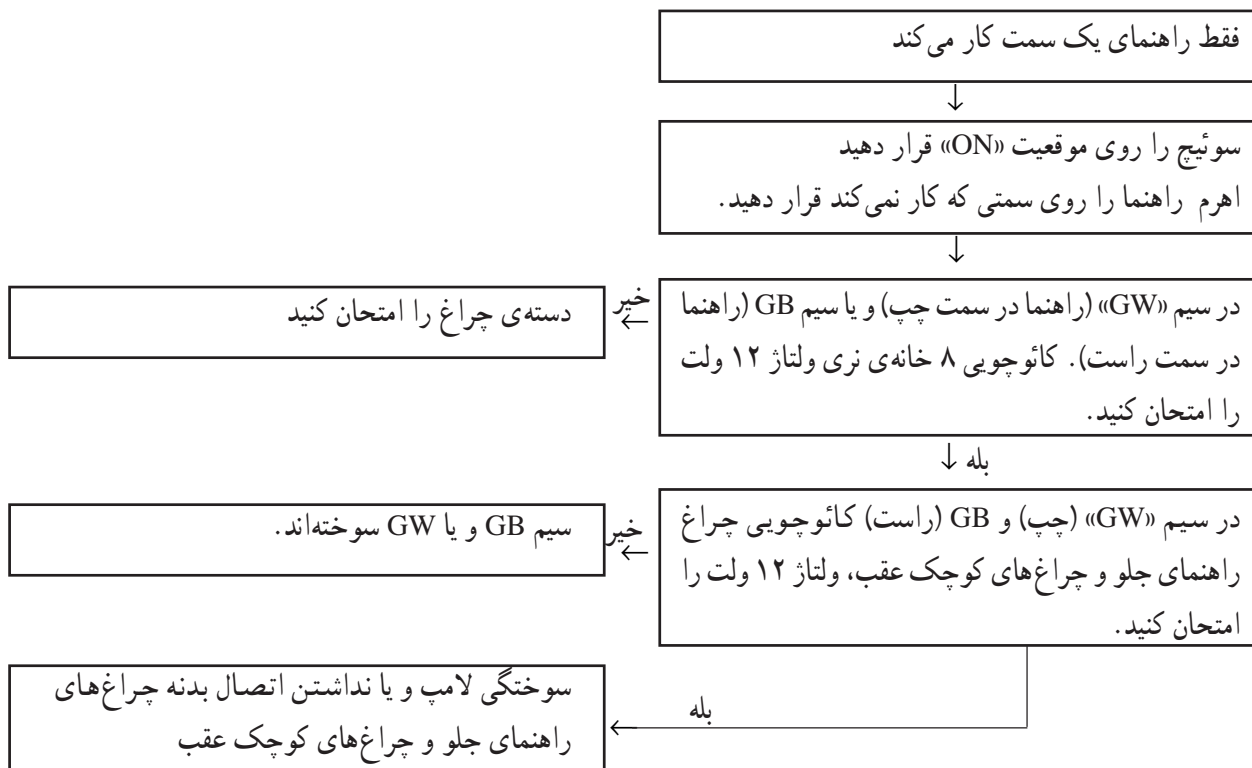 فقط راهنمای یک سمت کار می‌کند
سوئیچ را روی موقعیت «ON» قرار دهید
اهرم راهنما را روی سمتی که کار نمی‌کند قرار دهید.
در سیم «GW» (راهنما در سمت چپ) و یا سیم GB (راهنما
در سمت راست). کائوچویی ۸ خانه‌ی نری ولتاژ ۱۲ ولت
را امتحان کنید.
خیر
دسته‌ی چراغ را امتحان کنید
بله
در سیم «GW» (چپ) و GB (راست) کائوچویی چراغ
راهنمای جلو و چراغ‌های کوچک عقب، ولتاژ ۱۲ ولت را
امتحان کنید.
خیر
سیم GB و یا GW سوخته‌اند.
بله
سوختگی لامپ و یا نداشتن اتصال بدنه چراغ‌های
راهنمای جلو و چراغ‌های کوچک عقب